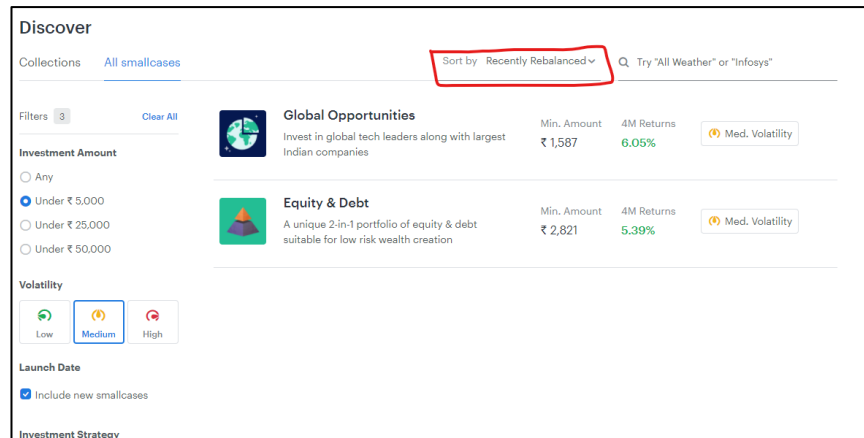 Discover
Collections All smallcases
Sort by Recently Rebalanced
Try "All Weather" or "Infosys"
Filters 3 Clear All
Investment Amount
Any
Under ₹ 5,000
Under ₹ 25,000
Under ₹ 50,000
Volatility
Low Medium High
Launch Date
Include new smallcases
Investment Strategy
Global Opportunities
Invest in global tech leaders along with largest
Indian companies
Min. Amount 4M Returns
₹ 1,587 6.05%
Med. Volatility
Equity & Debt
A unique 2-in-1 portfolio of equity & debt
suitable for low risk wealth creation
Min. Amount 4M Returns
₹ 2,821 5.39%
Med. Volatility